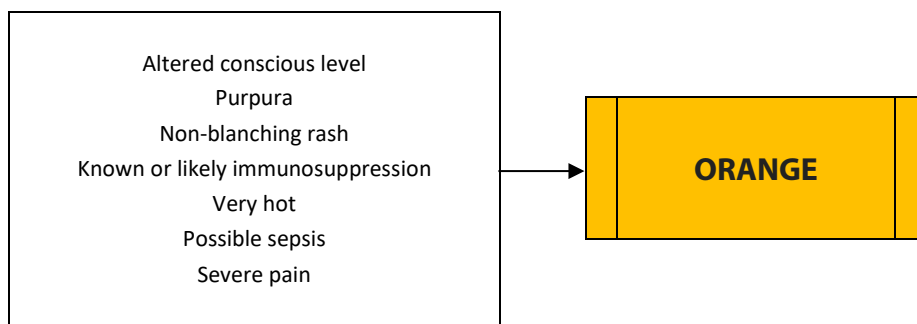 Altered conscious level
Purpura
Non-blanching rash
Known or likely immunosuppression
Very hot
Possible sepsis
Severe pain
ORANGE